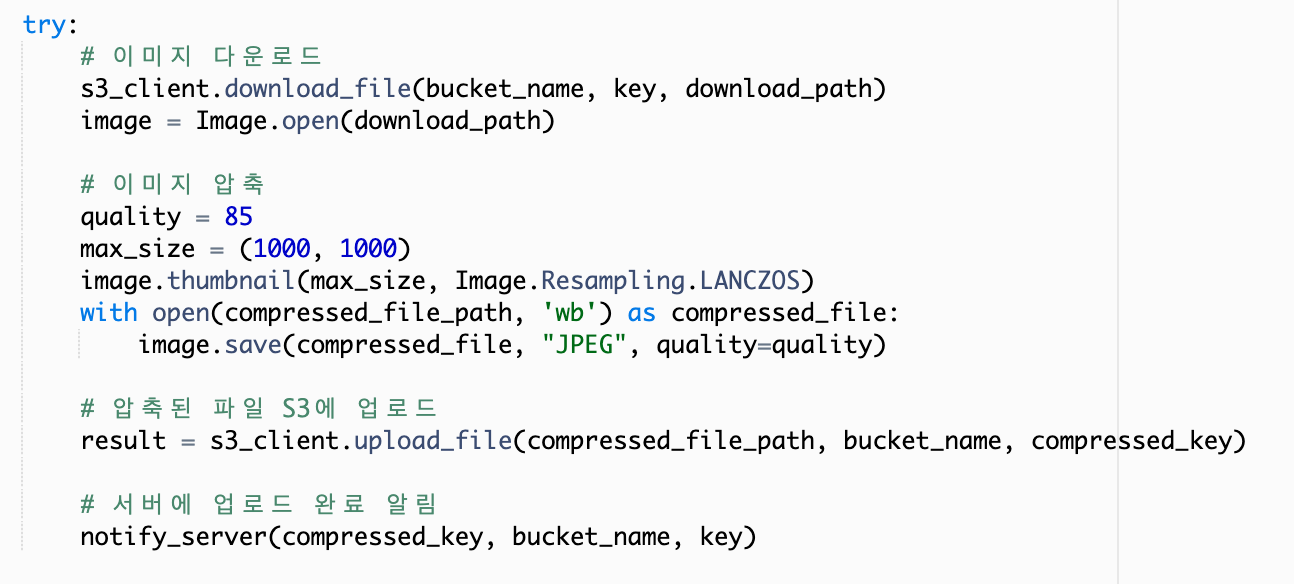 try:
# 이미지 다운로드
s3_client.download_file(bucket_name, key, download_path)
image = Image.open(download_path)
# 이미지 압축
quality = 85
max_size = (1000, 1000)
image.thumbnail(max_size, Image.Resampling.LANCZOS)
with open(compressed_file_path, 'wb') as compressed_file:
image.save(compressed_file, "JPEG", quality=quality)
# 압축된 파일 S3에 업로드
result = s3_client.upload_file(compressed_file_path, bucket_name, compressed_key)
# 서버에 업로드 완료 알림
notify_server(compressed_key, bucket_name, key)